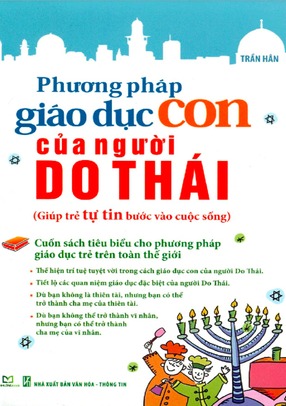 TRẦN HÂN
Phương pháp
giáo dục con
của người
DO THÁI
(Giúp trẻ tự tin bước vào cuộc sống)
Cuốn sách tiêu biểu cho phương pháp
giáo dục trẻ trên toàn thế giới
• Thể hiện trí tuệ tuyệt vời trong cách giáo dục con của người Do Thái.
• Tiết lộ các quan niệm giáo dục đặc biệt của người Do Thái.
• Dù bạn không là thiên tài, nhưng bạn có thể
trở thành cha mẹ của thiên tài.
• Dù bạn không thể trở thành vĩ nhân,
nhưng bạn có thể trở thành
cha mẹ của vĩ nhân.
NHÀ XUẤT BẢN VĂN HÓA - THÔNG TIN